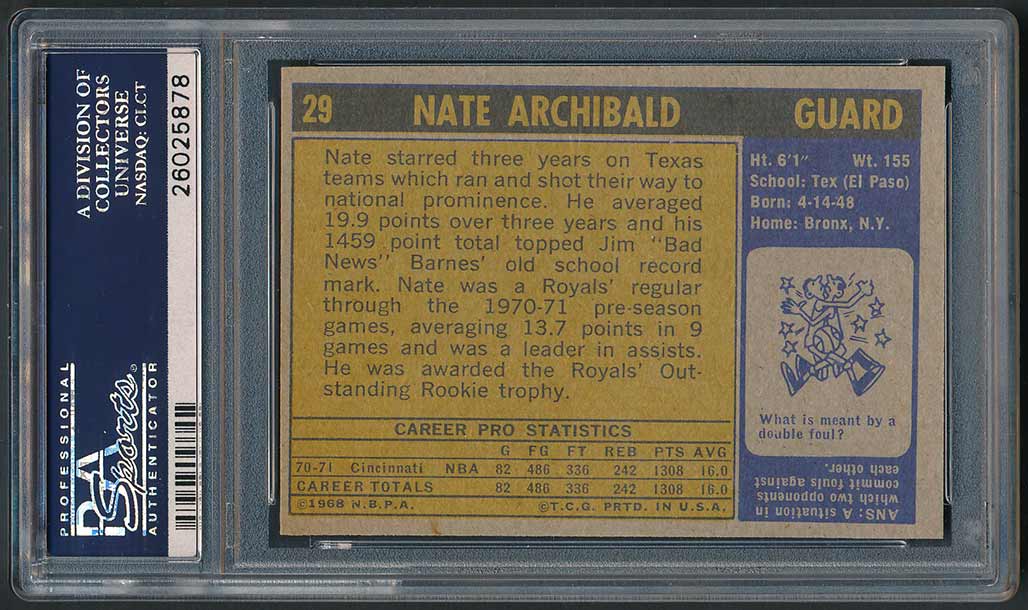 A DIVISION OF
COLLECTORS
UNIVERSE
NASDAQ: CLCT
26025878
PROFESSIONAL
PSA
Sports®
AUTHENTICATOR
29 NATE ARCHIBALD GUARD
Nate starred three years on Texas
teams which ran and shot their way to
national prominence. He averaged
19.9 points over three years and his
1459 point total topped Jim "Bad
News" Barnes' old school record
mark. Nate was a Royals' regular
through the 1970-71 pre-season
games, averaging 13.7 points in 9
games and was a leader in assists.
He was awarded the Royals' Out-
standing Rookie trophy.
CAREER PRO STATISTICS
G FG FT REB PTS AVG
70-71 Cincinnati NBA 82 486 336 242 1308 16.0
CAREER TOTALS 82 486 336 242 1308 16.0
©1968 N.B.P.A. ©T.C.G. PRTD. IN U.S.A.
Ht. 6'1" Wt. 155
School: Tex (El Paso)
Born: 4-14-48
Home: Bronx, N.Y.
What is meant by a
double foul?
ANS: A situation in
which two opponents
commit fouls against
each other.